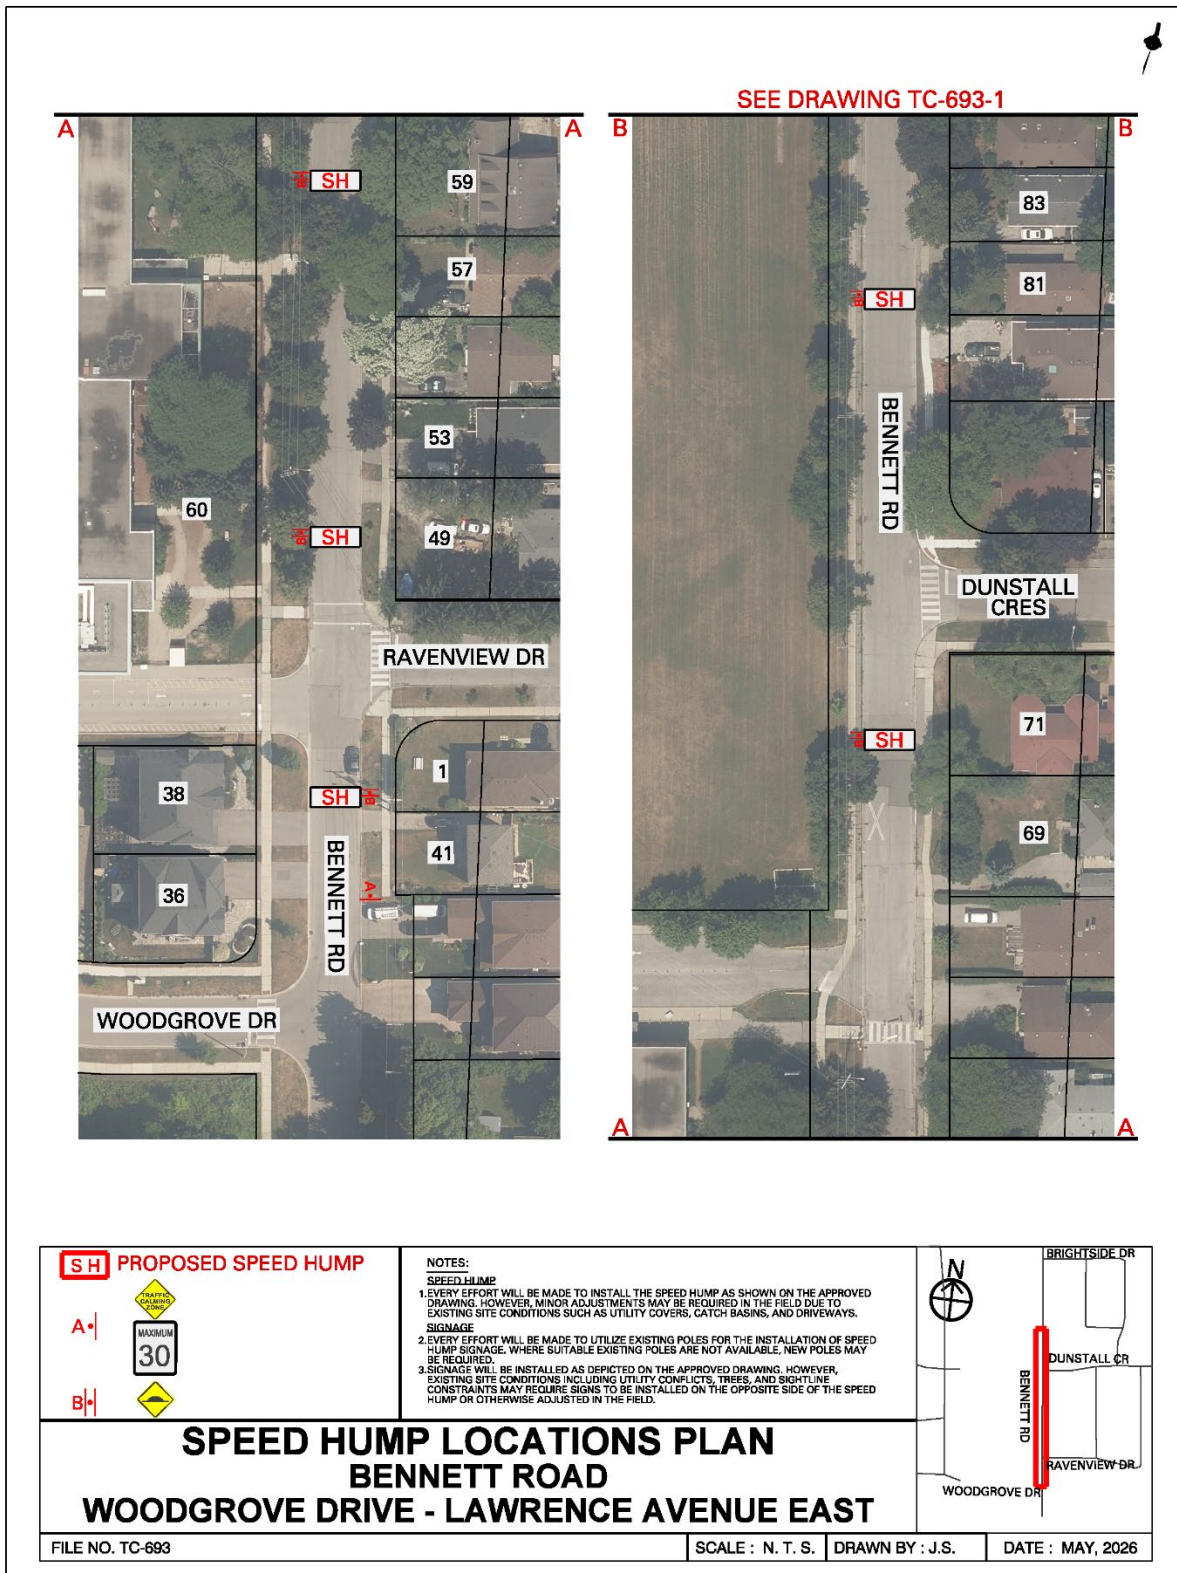 SEE DRAWING TC-693-1
A
A
B
B
B
SH
59
57
53
60
B
SH
49
RAVENVIEW DR
38
1
SH
B
36
41
A
BENNETT RD
WOODGROVE DR
83
81
B
SH
BENNETT RD
DUNSTALL
CRES
71
B
SH
69
A
A
SH PROPOSED SPEED HUMP
TRAFFIC
CALMING
ZONE
A
MAXIMUM
30
B
NOTES:
SPEED HUMP
1. EVERY EFFORT WILL BE MADE TO INSTALL THE SPEED HUMP AS SHOWN ON THE APPROVED
DRAWING. HOWEVER, MINOR ADJUSTMENTS MAY BE REQUIRED IN THE FIELD DUE TO
EXISTING SITE CONDITIONS SUCH AS UTILITY COVERS, CATCH BASINS, AND DRIVEWAYS.
SIGNAGE
2. EVERY EFFORT WILL BE MADE TO UTILIZE EXISTING POLES FOR THE INSTALLATION OF SPEED
HUMP SIGNAGE. WHERE SUITABLE EXISTING POLES ARE NOT AVAILABLE, NEW POLES MAY
BE REQUIRED.
3. SIGNAGE WILL BE INSTALLED AS DEPICTED ON THE APPROVED DRAWING. HOWEVER,
EXISTING SITE CONDITIONS INCLUDING UTILITY CONFLICTS, TREES, AND SIGHTLINE
CONSTRAINTS MAY REQUIRE SIGNS TO BE INSTALLED ON THE OPPOSITE SIDE OF THE SPEED
HUMP OR OTHERWISE ADJUSTED IN THE FIELD.
N
BRIGHTSIDE DR
DUNSTALL CR
BENNETT RD
RAVENVIEW DR
WOODGROVE DR
SPEED HUMP LOCATIONS PLAN
BENNETT ROAD
WOODGROVE DRIVE - LAWRENCE AVENUE EAST
FILE NO. TC-693
SCALE : N. T. S.
DRAWN BY : J.S.
DATE : MAY, 2026